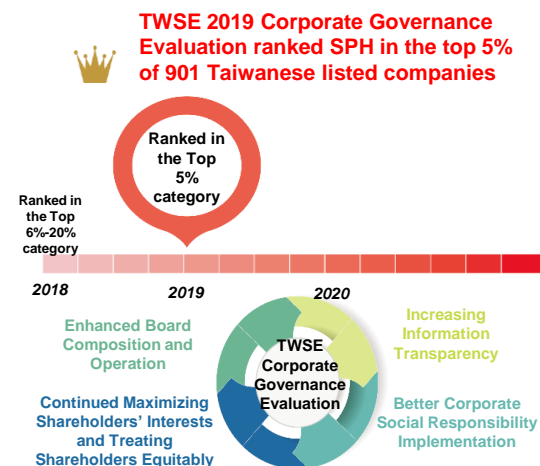 TWSE 2019 Corporate Governance
Evaluation ranked SPH in the top 5%
of 901 Taiwanese listed companies
Ranked in
the Top
5%
category
Ranked in
the Top
6%-20%
category
2018
2019
2020
Enhanced Board
Composition and
Operation
Increasing
Information
Transparency
TWSE
Corporate
Governance
Evaluation
Continued Maximizing
Shareholders' Interests
and Treating
Shareholders Equitably
Better Corporate
Social Responsibility
Implementation